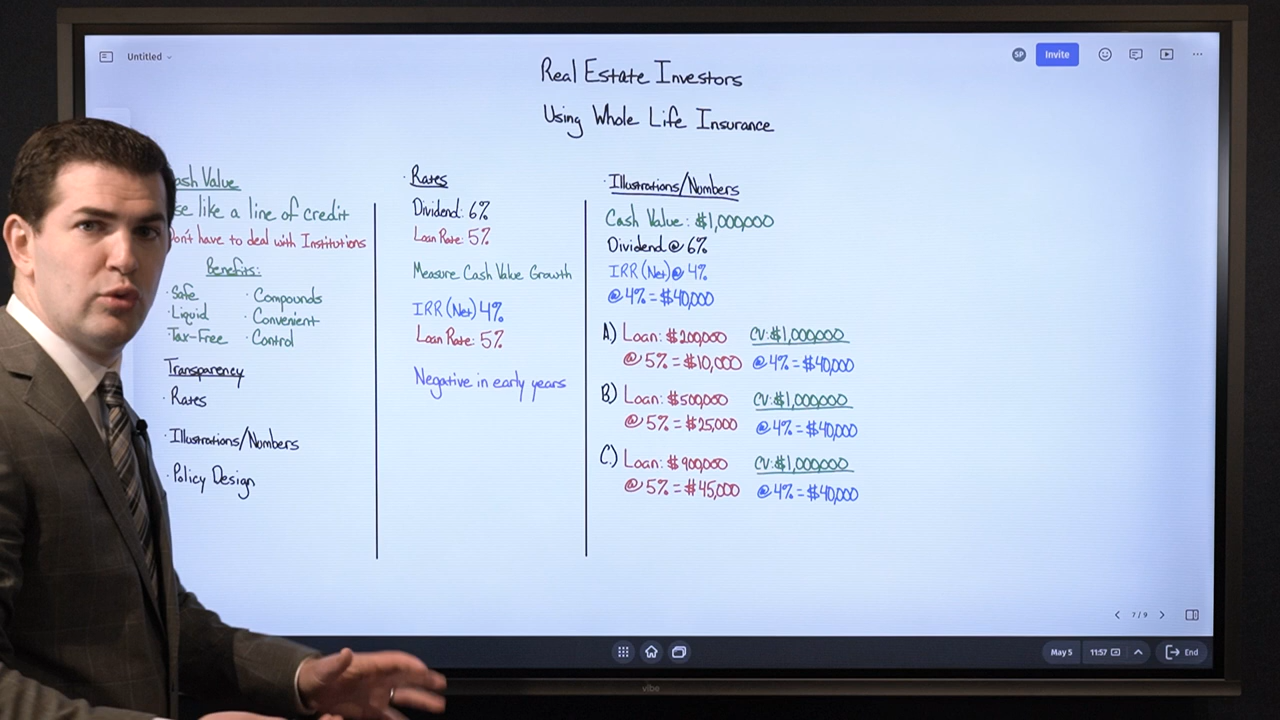 Untitled
SP
Invite
Real Estate Investors
Using Whole Life Insurance
ash Value
se like a line of credit
Don't have to deal with Institutions
Benefits:
· Safe · Compounds
· Liquid · Convenient
· Tax-Free · Control
Transparency
· Rates
· Illustrations/Numbers
· Policy Design
· Rates
Dividend: 6%
Loan Rate: 5%
Measure Cash Value Growth
IRR (Net) 4%
Loan Rate: 5%
Negative in early years
· Illustrations/Numbers
Cash Value: $1,000,000
Dividend @ 6%
IRR (Net) @ 4%
@ 4% = $40,000
A) Loan: $200,000 CV: $1,000,000
@ 5% = $10,000 @ 4% = $40,000
B) Loan: $500,000 CV: $1,000,000
@ 5% = $25,000 @ 4% = $40,000
C) Loan: $900,000 CV: $1,000,000
@ 5% = $45,000 @ 4% = $40,000
7/9
May 5
11:57
End
vibe